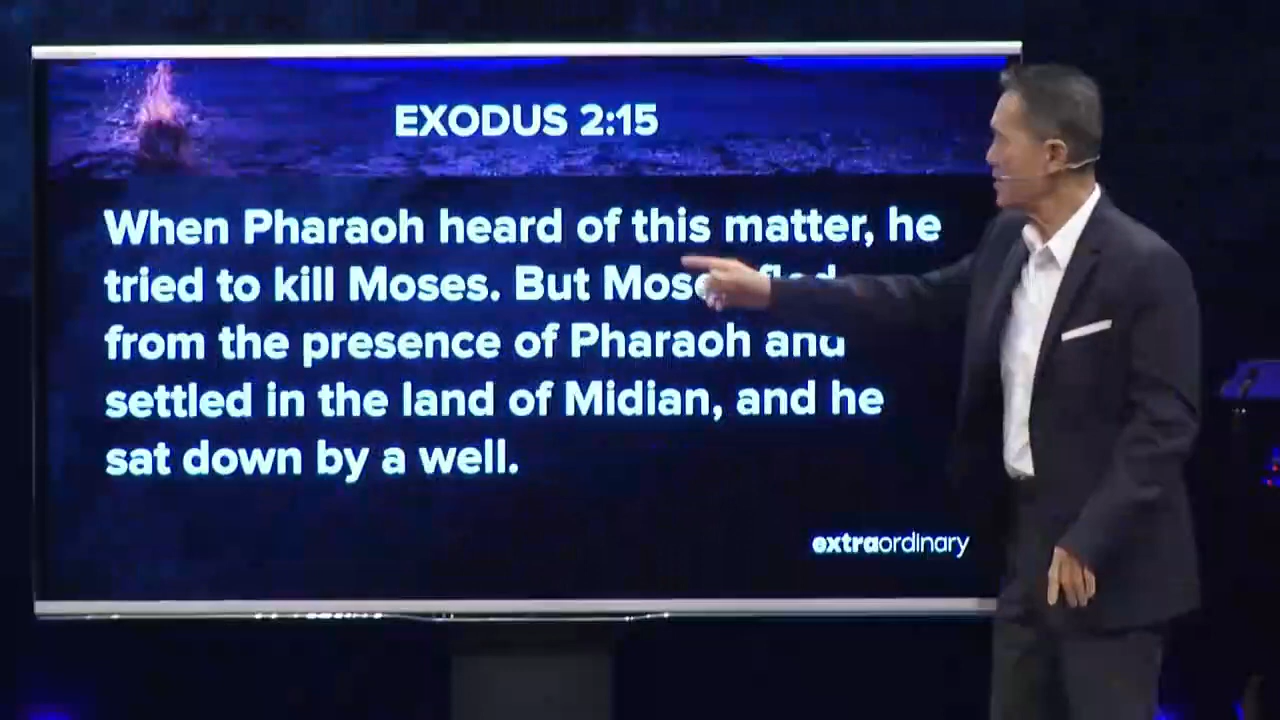 EXODUS 2:15
When Pharaoh heard of this matter, he
tried to kill Moses. But
from the presence of Pharaoh and
settled in the land of Midian, and he
sat down by a well.
extraordinary